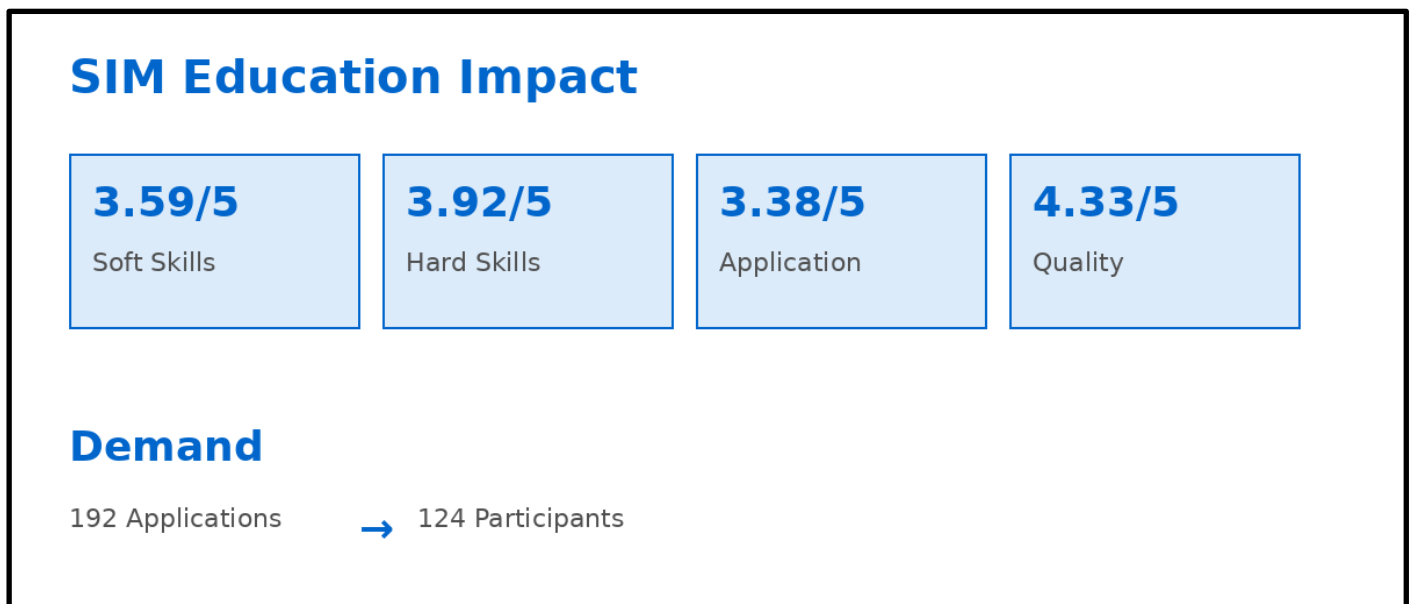 SIM Education Impact
3.59/5
Soft Skills
3.92/5
Hard Skills
3.38/5
Application
4.33/5
Quality
Demand
192 Applications → 124 Participants